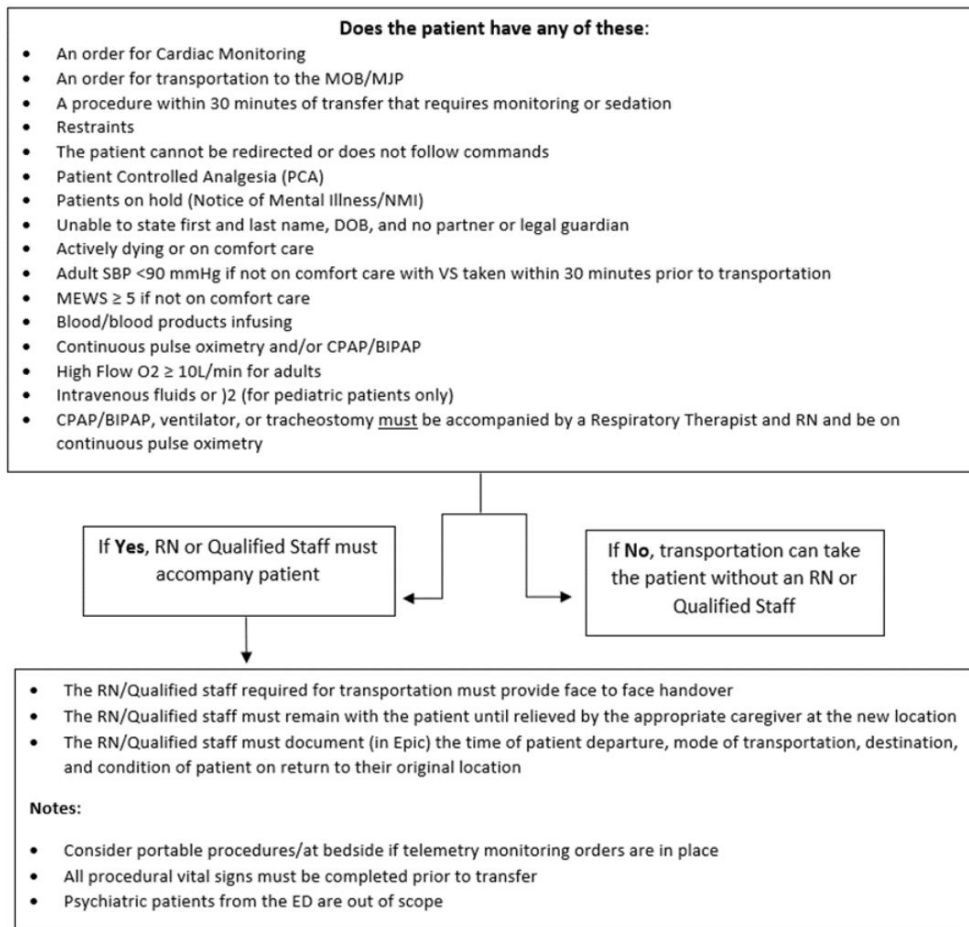 Does the patient have any of these:
• An order for Cardiac Monitoring
• An order for transportation to the MOB/MJP
• A procedure within 30 minutes of transfer that requires monitoring or sedation
• Restraints
• The patient cannot be redirected or does not follow commands
• Patient Controlled Analgesia (PCA)
• Patients on hold (Notice of Mental Illness/NMI)
• Unable to state first and last name, DOB, and no partner or legal guardian
• Actively dying or on comfort care
• Adult SBP <90 mmHg if not on comfort care with VS taken within 30 minutes prior to transportation
• MEWS ≥ 5 if not on comfort care
• Blood/blood products infusing
• Continuous pulse oximetry and/or CPAP/BIPAP
• High Flow O2 ≥ 10L/min for adults
• Intravenous fluids or )2 (for pediatric patients only)
• CPAP/BIPAP, ventilator, or tracheostomy must be accompanied by a Respiratory Therapist and RN and be on
continuous pulse oximetry
If Yes, RN or Qualified Staff must
accompany patient
If No, transportation can take
the patient without an RN or
Qualified Staff
• The RN/Qualified staff required for transportation must provide face to face handover
• The RN/Qualified staff must remain with the patient until relieved by the appropriate caregiver at the new location
• The RN/Qualified staff must document (in Epic) the time of patient departure, mode of transportation, destination,
and condition of patient on return to their original location
Notes:
• Consider portable procedures/at bedside if telemetry monitoring orders are in place
• All procedural vital signs must be completed prior to transfer
• Psychiatric patients from the ED are out of scope